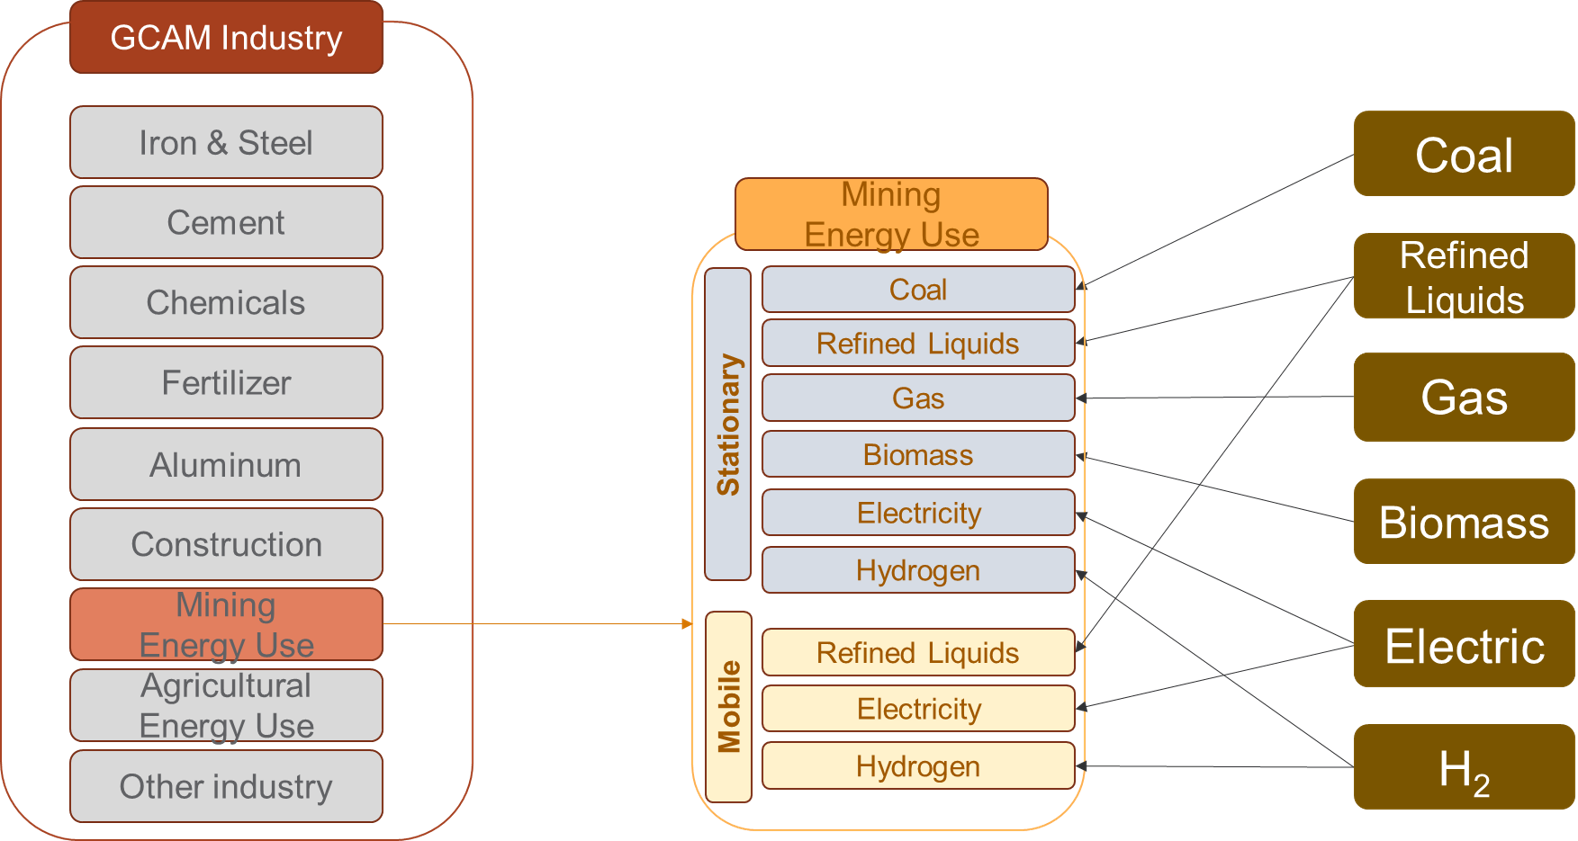 GCAM Industry
Iron & Steel
Cement
Chemicals
Fertilizer
Aluminum
Construction
Mining
Energy Use
Agricultural
Energy Use
Other industry
Mining
Energy Use
Stationary
Coal
Refined Liquids
Gas
Biomass
Electricity
Hydrogen
Mobile
Refined Liquids
Electricity
Hydrogen
Coal
Refined
Liquids
Gas
Biomass
Electric
H₂